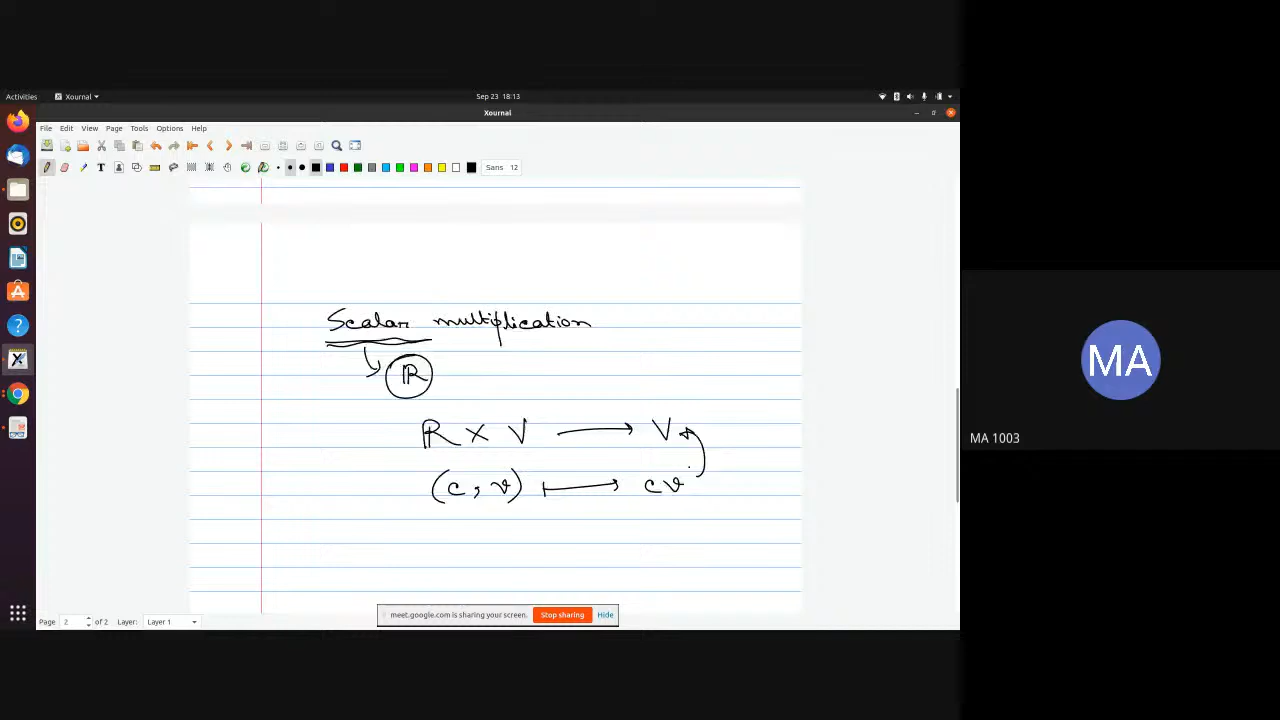 Activities Xournal Sep 23 18:13
Xournal
File Edit View Page Tools Options Help
Sans 12
Scalar multiplication
ℝ
ℝ × V ⟶ V
(c, v) ⟼ cv
MA
MA 1003
meet.google.com is sharing your screen. Stop sharing Hide
Page 2 of 2 Layer: Layer 1